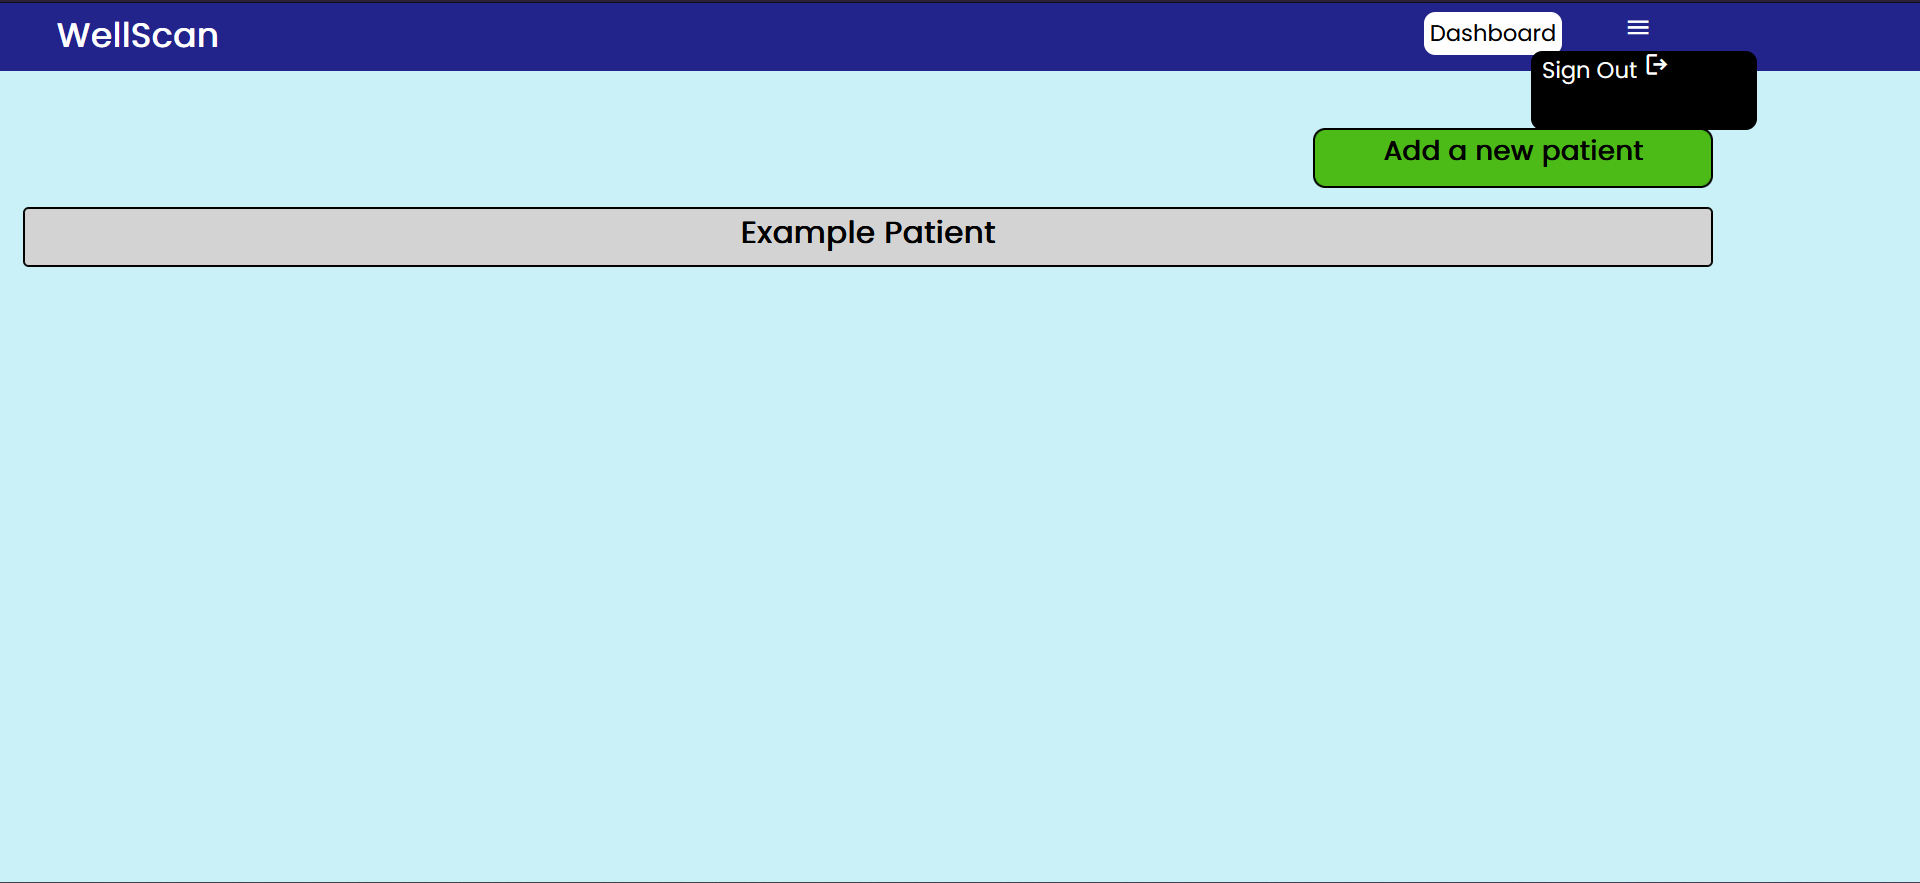 WellScan
Dashboard
Sign Out
Add a new patient
Example Patient